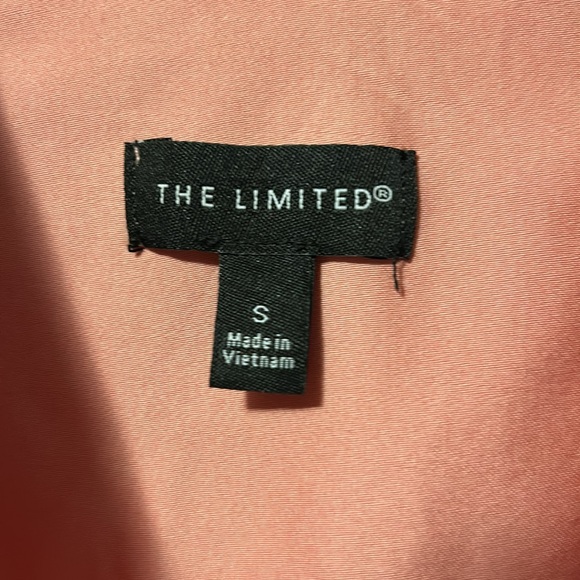 THE LIMITED®
S
Made in
Vietnam